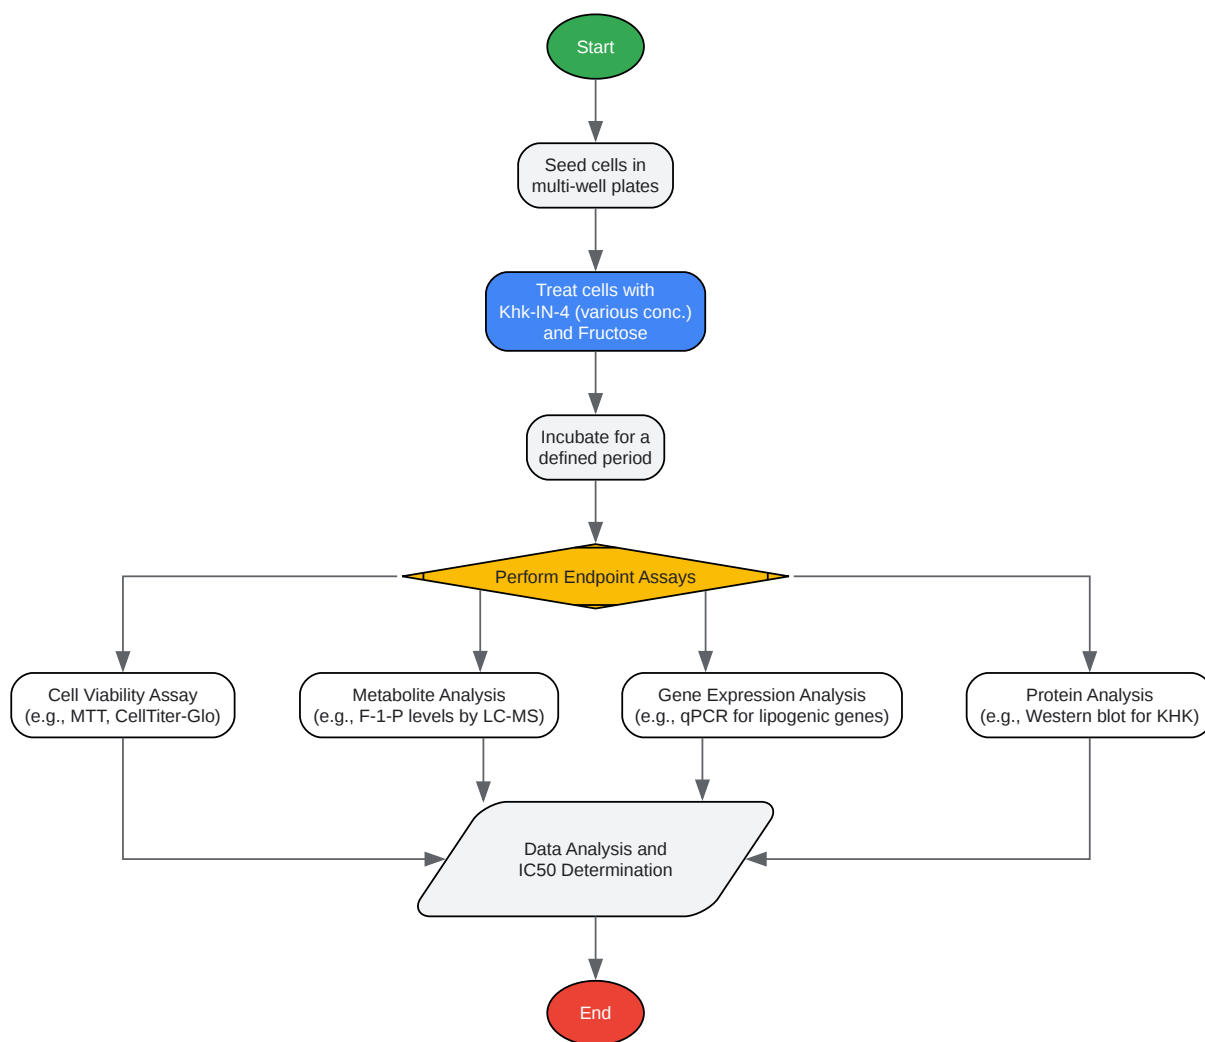 Start
Seed cells in
multi-well plates
Treat cells with
Khk-IN-4 (various conc.)
and Fructose
Incubate for a
defined period
Perform Endpoint Assays
Cell Viability Assay
(e.g., MTT, CellTiter-Glo)
Metabolite Analysis
(e.g., F-1-P levels by LC-MS)
Gene Expression Analysis
(e.g., qPCR for lipogenic genes)
Protein Analysis
(e.g., Western blot for KHK)
Data Analysis and
IC50 Determination
End